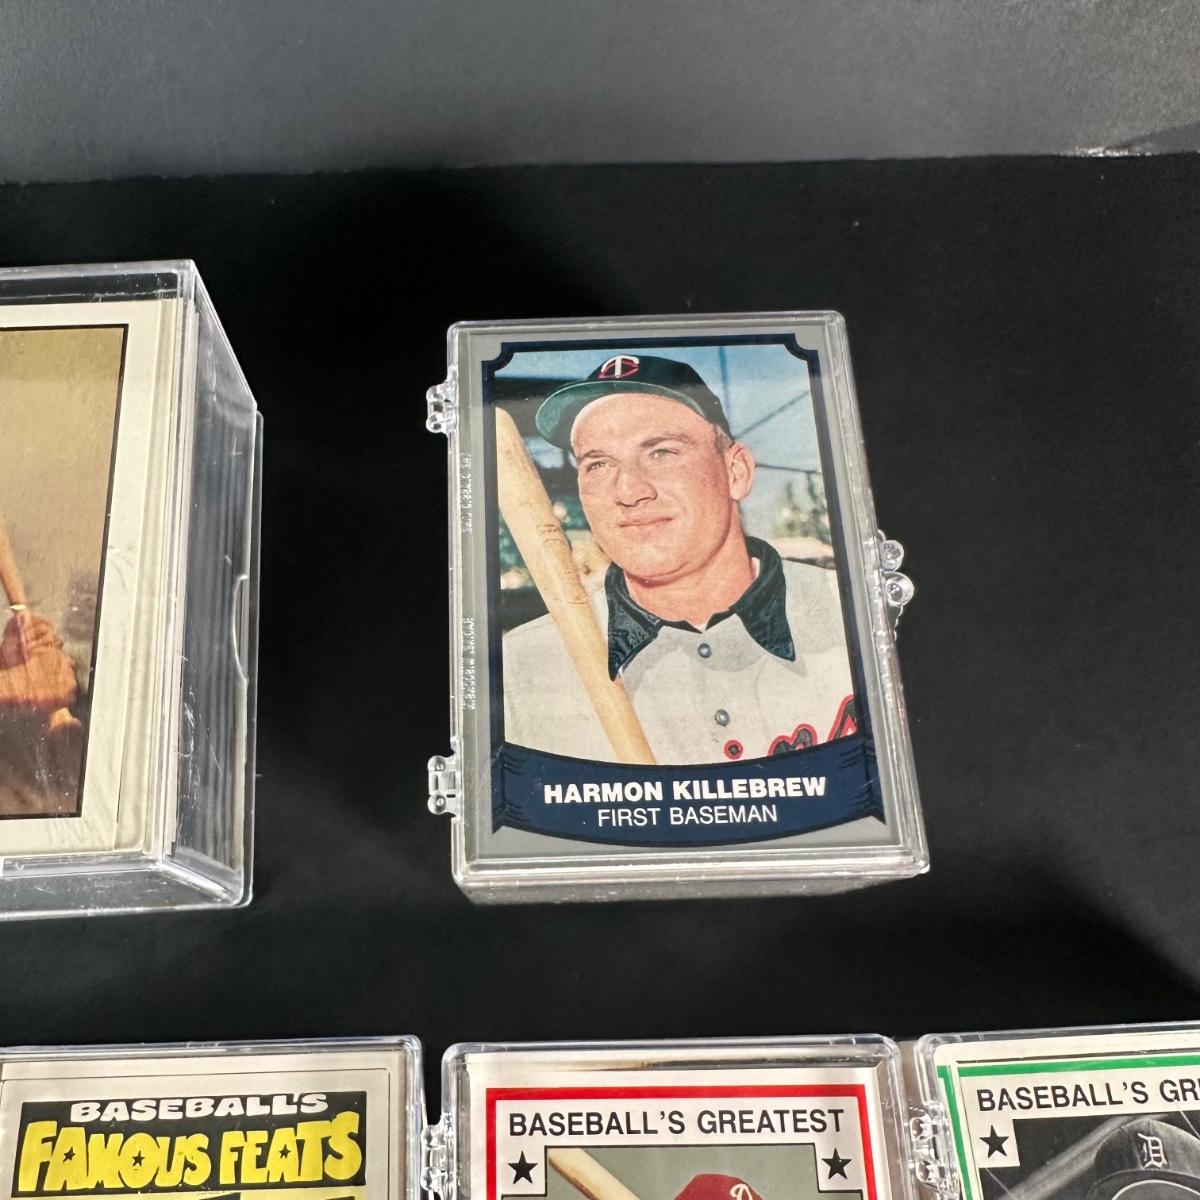 HARMON KILLEBREW
FIRST BASEMAN
BASEBALL'S
FAMOUS FEATS
BASEBALL'S GREATEST
BASEBALL'S GR